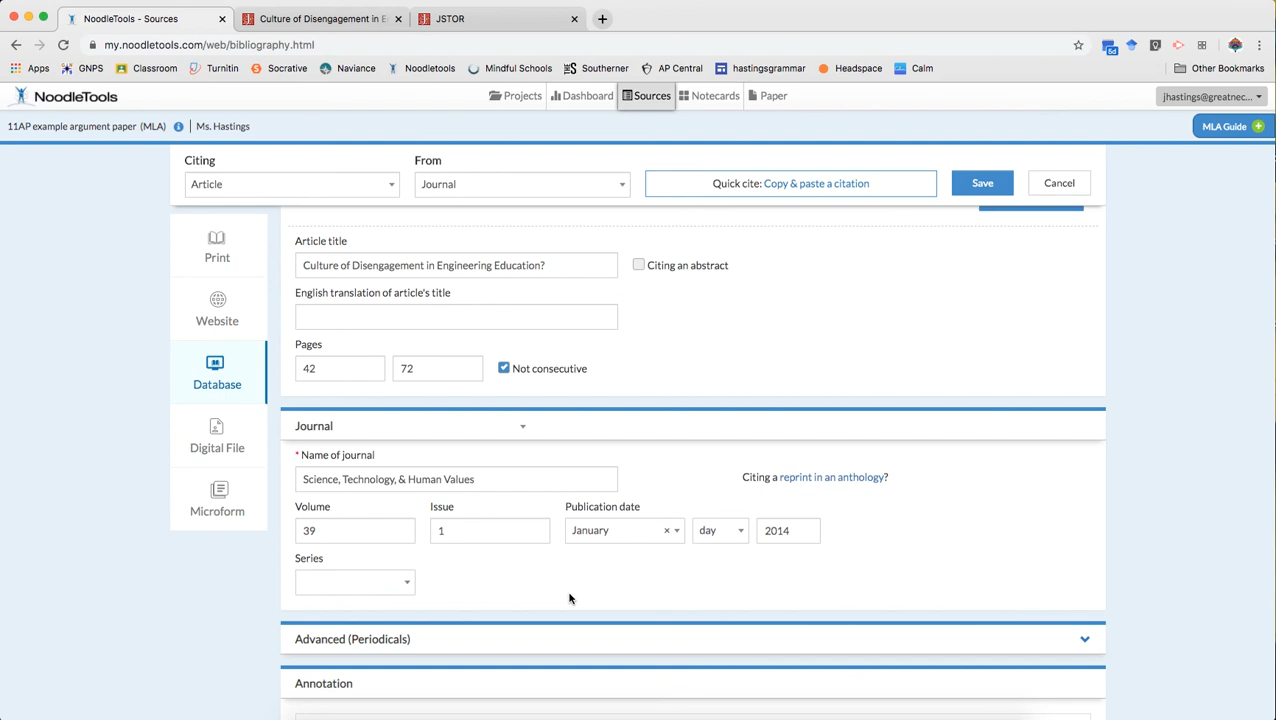 NoodleTools - Sources
Culture of Disengagement in E
JSTOR
my.noodletools.com/web/bibliography.html
6d
Apps GNPS Classroom Turnitin Socrative Naviance Noodletools Mindful Schools Southerner AP Central hastingsgrammar Headspace Calm Other Bookmarks
NoodleTools
Projects Dashboard Sources Notecards Paper
jhastings@greatnec...
11AP example argument paper (MLA) Ms. Hastings
MLA Guide
Citing From
Article Journal Quick cite: Copy & paste a citation Save Cancel
Print
Website
Database
Digital File
Microform
Article title
Culture of Disengagement in Engineering Education? Citing an abstract
English translation of article's title
Pages
42 72 Not consecutive
Journal
* Name of journal
Science, Technology, & Human Values Citing a reprint in an anthology?
Volume Issue Publication date
39 1 January × day 2014
Series
Advanced (Periodicals)
Annotation